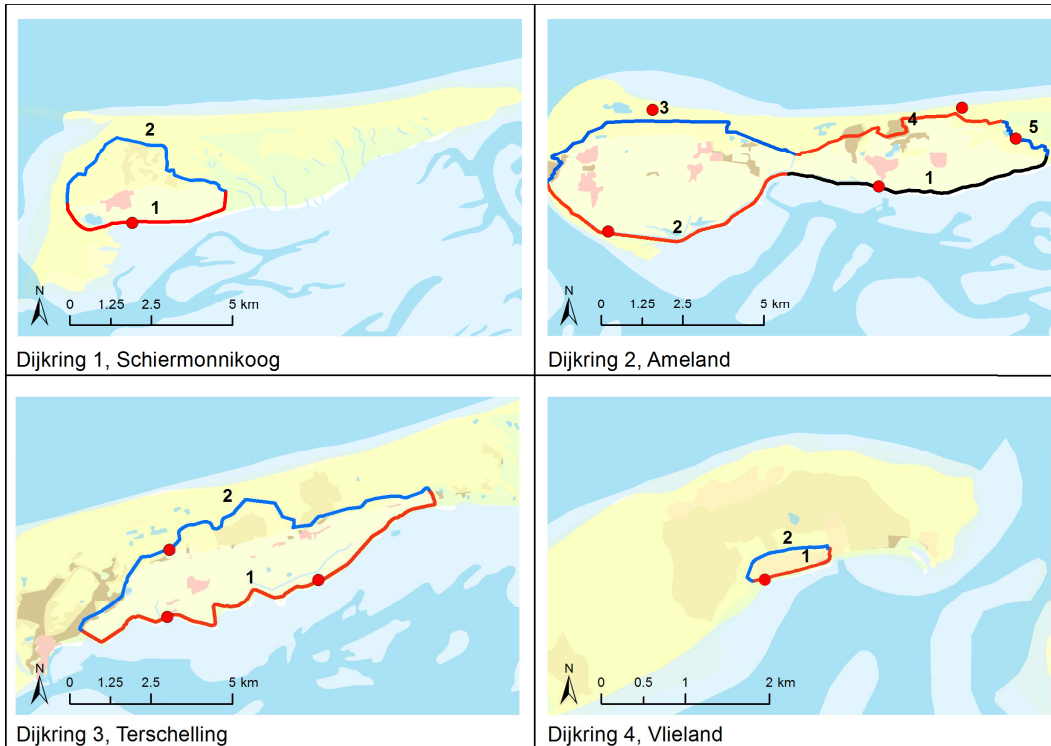 2
1
N
0 1.25 2.5 5 km
Dijkring 1, Schiermonnikoog
3
4
5
1
2
N
0 1.25 2.5 5 km
Dijkring 2, Ameland
2
1
N
0 1.25 2.5 5 km
Dijkring 3, Terschelling
2
1
N
0 0.5 1 2 km
Dijkring 4, Vlieland